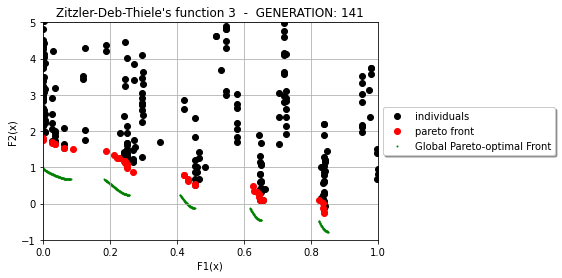 Zitzler-Deb-Thiele's function 3 - GENERATION: 141
5
4
3
2
1
0
−1
F2(x)
0.0 0.2 0.4 0.6 0.8 1.0
F1(x)
individuals
pareto front
Global Pareto-optimal Front